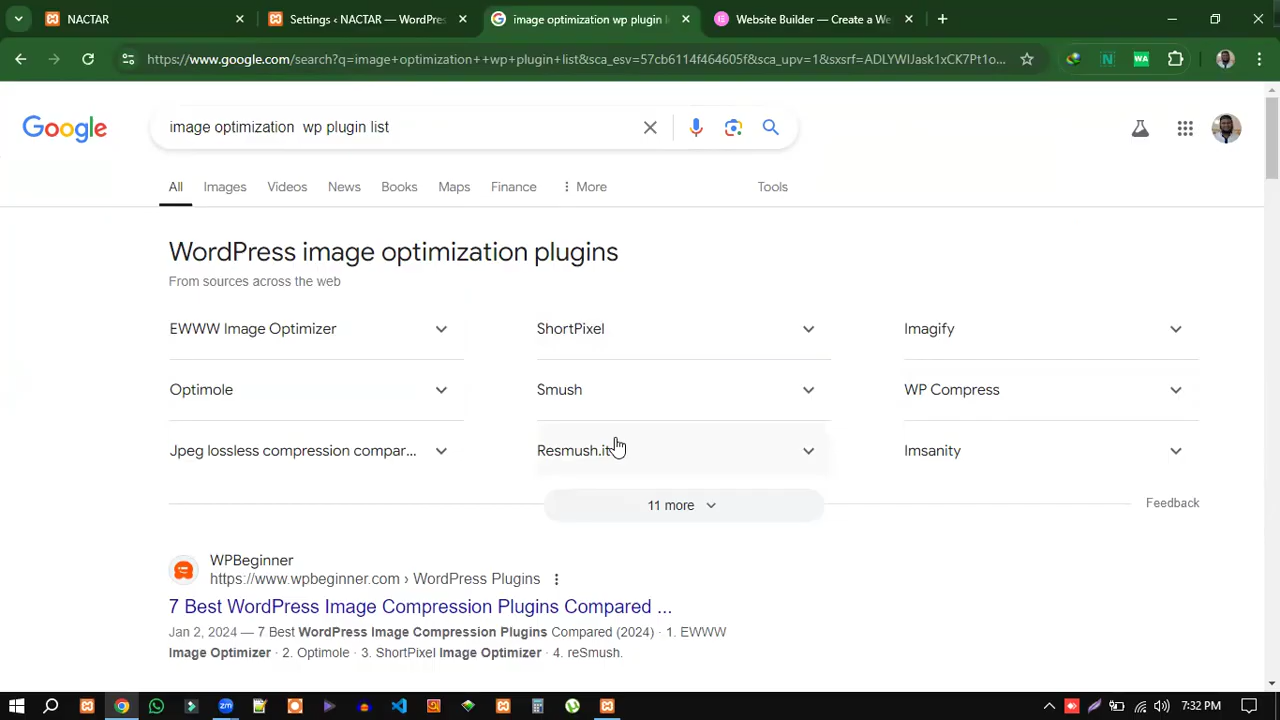 NACTAR
Settings ‹ NACTAR — WordPres
image optimization wp plugin l
Website Builder — Create a We
https://www.google.com/search?q=image+optimization++wp+plugin+list&sca_esv=57cb6114f464605f&sca_upv=1&sxsrf=ADLYWIJask1xCK7Pt1o...
N
WA
Google
image optimization  wp plugin list
All
Images
Videos
News
Books
Maps
Finance
More
Tools
WordPress image optimization plugins
From sources across the web
EWWW Image Optimizer
ShortPixel
Imagify
Optimole
Smush
WP Compress
Jpeg lossless compression compar...
Resmush.it
Imsanity
11 more
Feedback
WPBeginner
https://www.wpbeginner.com › WordPress Plugins
7 Best WordPress Image Compression Plugins Compared ...
Jan 2, 2024 — 7 Best WordPress Image Compression Plugins Compared (2024) · 1. EWWW
Image Optimizer · 2. Optimole · 3. ShortPixel Image Optimizer · 4. reSmush.
7:32 PM